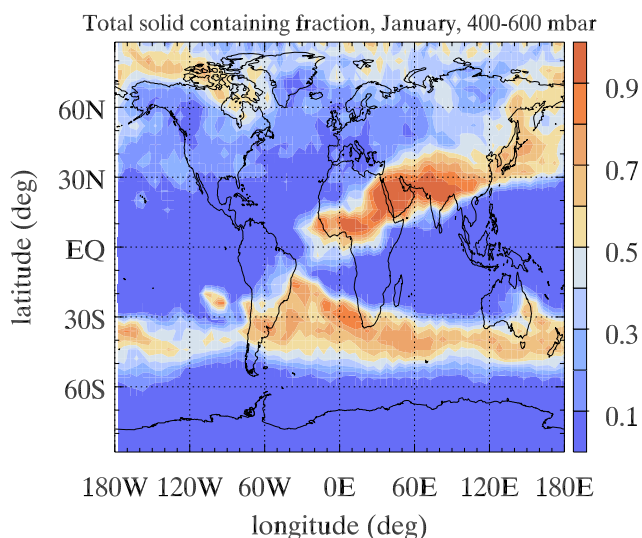 Total solid containing fraction, January, 400-600 mbar
0.9
0.7
0.5
0.3
0.1
latitude (deg)
60N
30N
EQ
30S
60S
180W 120W 60W 0E 60E 120E 180E
longitude (deg)